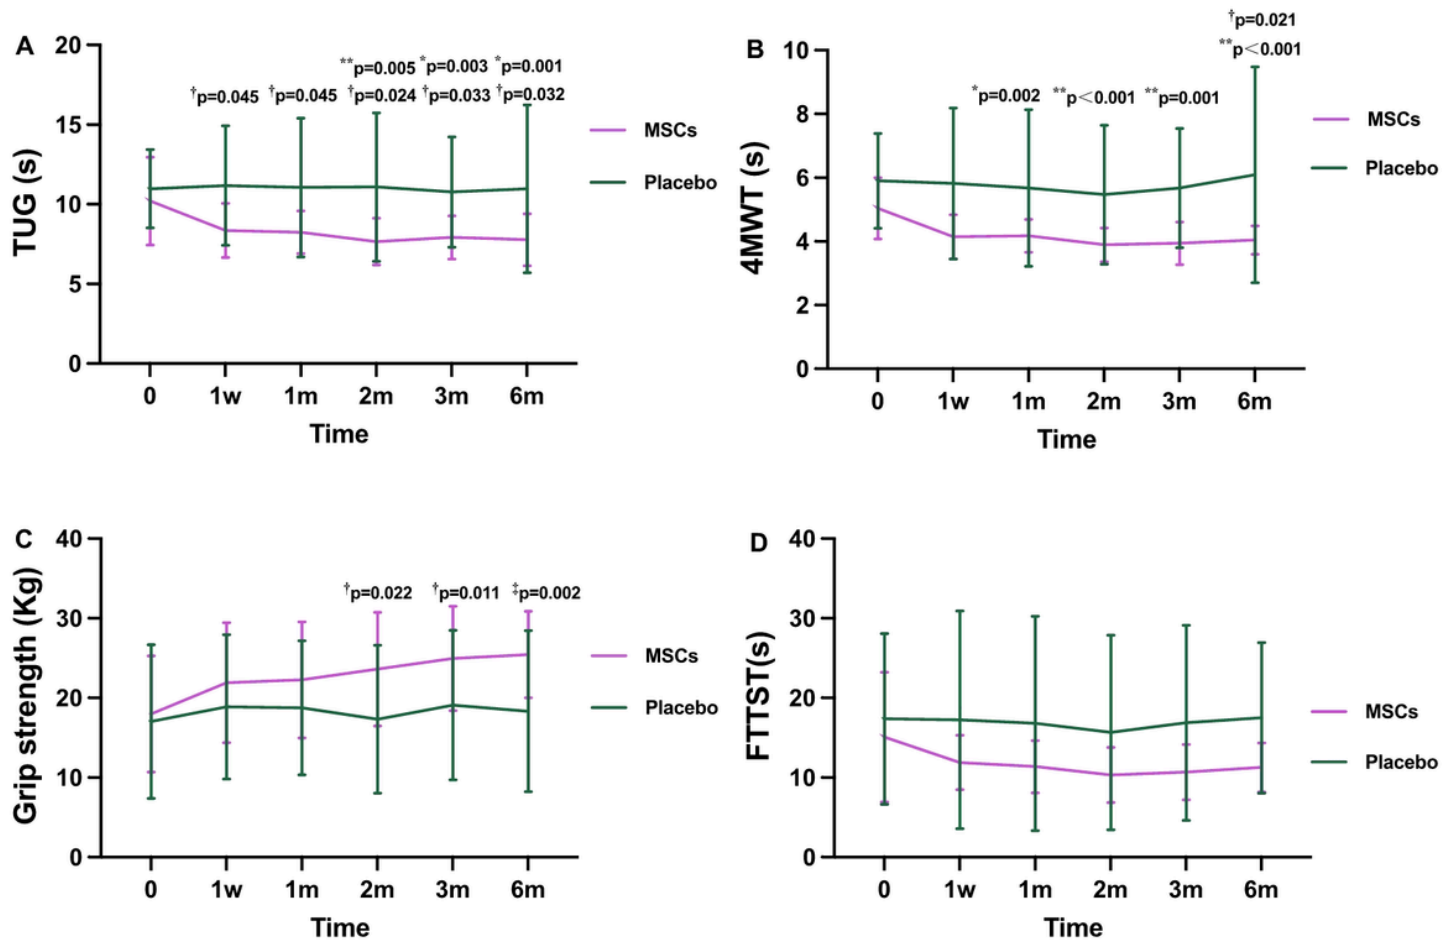 A
TUG (s)
20
15
10
5
0
**p=0.005 *p=0.003 *p=0.001
†p=0.045 †p=0.045 †p=0.024 †p=0.033 †p=0.032
MSCs
Placebo
0 1w 1m 2m 3m 6m
Time
B
4MWT (s)
10
8
6
4
2
0
†p=0.021
**p<0.001
*p=0.002 **p<0.001 **p=0.001
MSCs
Placebo
0 1w 1m 2m 3m 6m
Time
C
Grip strength (Kg)
40
30
20
10
0
†p=0.022 †p=0.011 ‡p=0.002
MSCs
Placebo
0 1w 1m 2m 3m 6m
Time
D
FTTST(s)
40
30
20
10
0
MSCs
Placebo
0 1w 1m 2m 3m 6m
Time